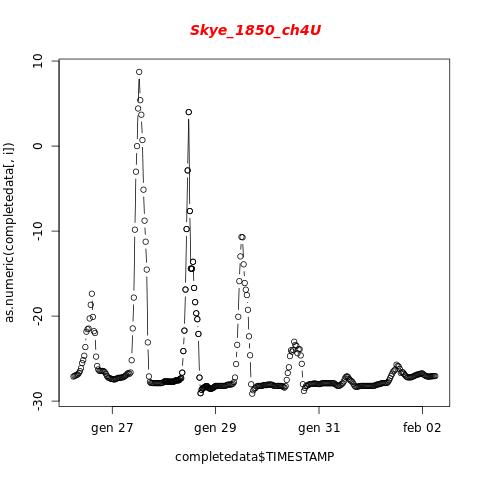 Skye_1850_ch4U
as.numeric(completedata[, i])
10
0
-10
-20
-30
gen 27
gen 29
gen 31
feb 02
completedata$TIMESTAMP